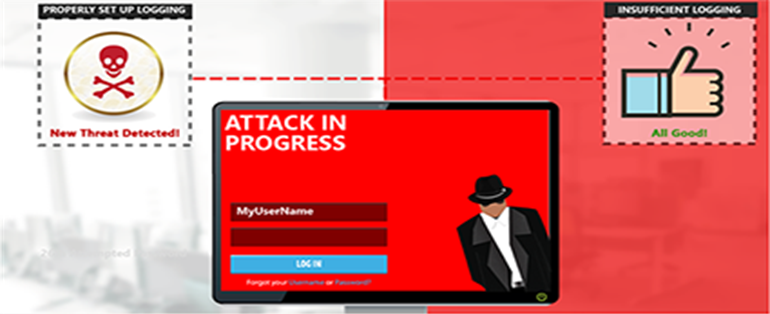 PROPERLY SET UP LOGGING
New Threat Detected!
INSUFFICIENT LOGGING
All Good!
ATTACK IN
PROGRESS
MyUserName
LOG IN
Forgot your Username or Password?